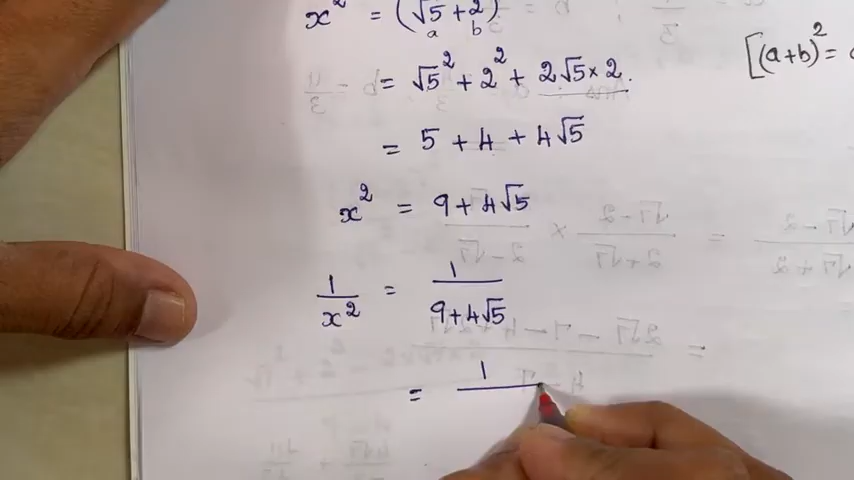 x² = (√5 + 2)
a b
[(a+b)² =
= √5² + 2² + 2√5 × 2.
= 5 + 4 + 4√5
x² = 9 + 4√5
1/x² = 1/(9 + 4√5)
= 1